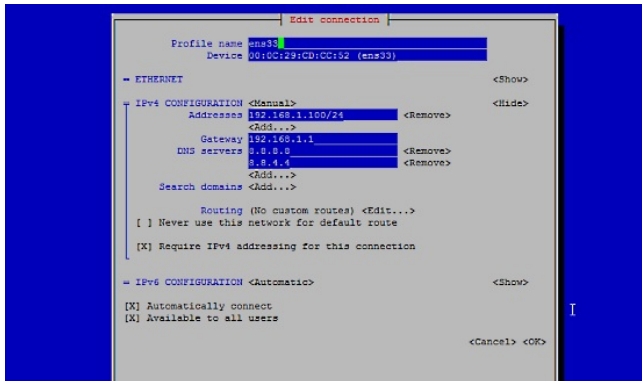 Edit connection
Profile name ens33
Device 00:0C:29:CD:CC:52 (ens33)
ETHERNET <Show>
IPv4 CONFIGURATION <Manual> <Hide>
Addresses 192.168.1.100/24 <Remove>
<Add...>
Gateway 192.168.1.1
DNS servers 8.8.8.8 <Remove>
8.8.4.4 <Remove>
<Add...>
Search domains <Add...>
Routing (No custom routes) <Edit...>
[ ] Never use this network for default route
[X] Require IPv4 addressing for this connection
IPv6 CONFIGURATION <Automatic> <Show>
[X] Automatically connect
[X] Available to all users
<Cancel> <OK>